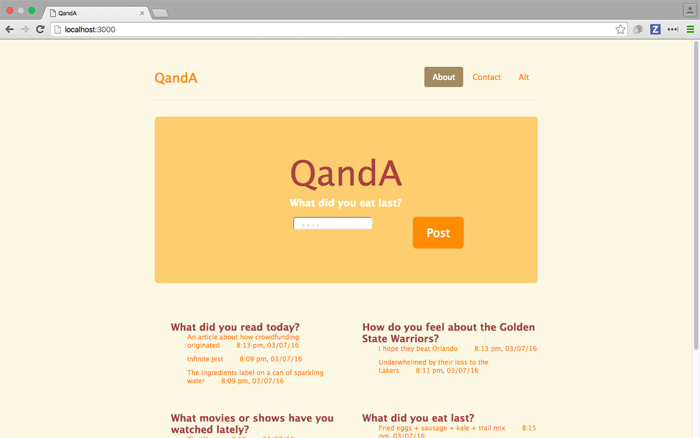 QandA
localhost:3000
QandA
About
Contact
Alt
QandA
What did you eat last?
....
Post
What did you read today?
An article about how crowdfunding
originated 8:13 pm, 03/07/16
Infinite Jest 8:09 pm, 03/07/16
The ingredients label on a can of sparkling
water 8:09 pm, 03/07/16
How do you feel about the Golden
State Warriors?
I hope they beat Orlando 8:13 pm, 03/07/16
Underwhelmed by their loss to the
Lakers 8:11 pm, 03/07/16
What movies or shows have you
watched lately?
What did you eat last?
Fried eggs + sausage + kale + trail mix 8:15